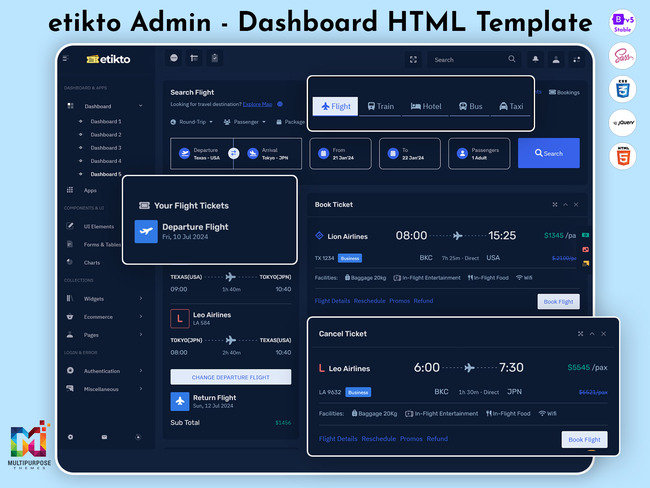 etikto Admin - Dashboard HTML Template
B v5
Stable
Sass
CSS
3
jQuery
HTML
5
etikto
DASHBOARD & APPS
Dashboard
Dashboard 1
Dashboard 2
Dashboard 3
Dashboard 4
Dashboard 5
Apps
COMPONENTS & UI
UI Elements
Forms & Tables
Charts
COLLECTIONS
Widgets
Ecommerce
Pages
LOGIN & ERROR
Authentication
Miscellaneous
MULTIPURPOSE
THEMES
Search
Search Flight
Looking for travel destination? Explore Map
Bookings
Round-Trip
Passenger
Package
Flight
Train
Hotel
Bus
Taxi
Departure
Texas - USA
Arrival
Tokyo - JPN
From
21 Jan'24
To
22 Jan'24
Passengers
1 Adult
Search
Your Flight Tickets
Departure Flight
Fri, 10 Jul 2024
TEXAS(USA)
TOKYO(JPN)
09:00
1h 40m
10:40
L
Leo Airlines
LA 584
TOKYO(JPN)
TEXAS(USA)
08:00
2h 40m
10:40
CHANGE DEPARTURE FLIGHT
Return Flight
Sun, 12 Jul 2024
Sub Total
$1456
Book Ticket
Lion Airlines
08:00
15:25
$1345 /pa
TX 1234
Business
BKC
7h 25m - Direct
USA
Facilities:
Baggage 20Kg
In-Flight Entertainment
In-Flight Food
Wifi
Flight Details
Reschedule
Promos
Refund
Book Flight
Cancel Ticket
L
Leo Airlines
6:00
7:30
$5545 /pax
LA 9632
Business
BKC
1h 30m - Direct
JPN
Facilities:
Baggage 20Kg
In-Flight Entertainment
In-Flight Food
Wifi
Flight Details
Reschedule
Promos
Refund
Book Flight